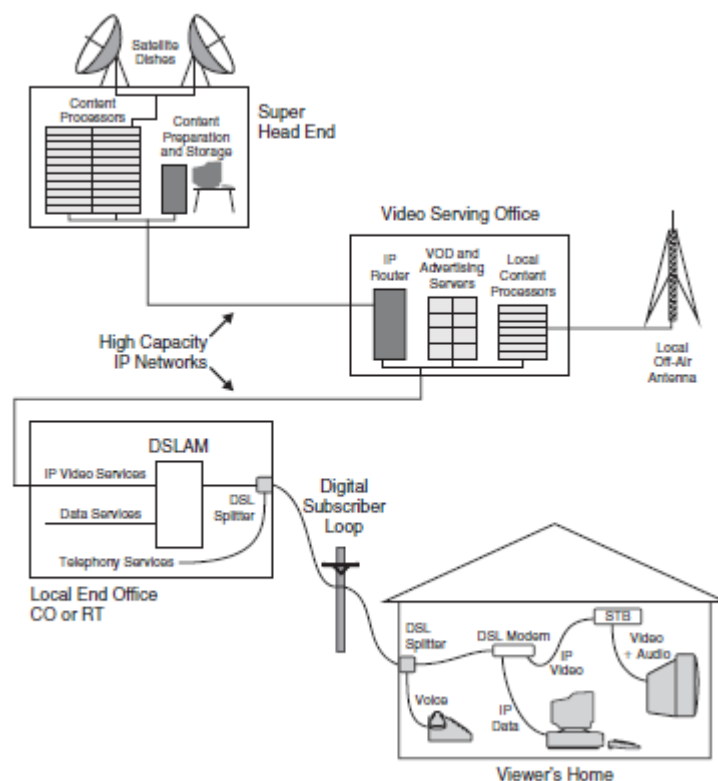 Satellite
Dishes
Content
Processors
Content
Preparation
and Storage
Super
Head End
Video Serving Office
IP
Router
VOD and
Advertising
Servers
Local
Content
Processors
Local
Off-Air
Antenna
High Capacity
IP Networks
DSLAM
IP Video Services
Data Services
DSL
Splitter
Telephony Services
Local End Office
CO or RT
Digital
Subscriber
Loop
DSL
Splitter
DSL Modem
STB
Video
+ Audio
IP
Video
Voice
IP
Data
Viewer's Home